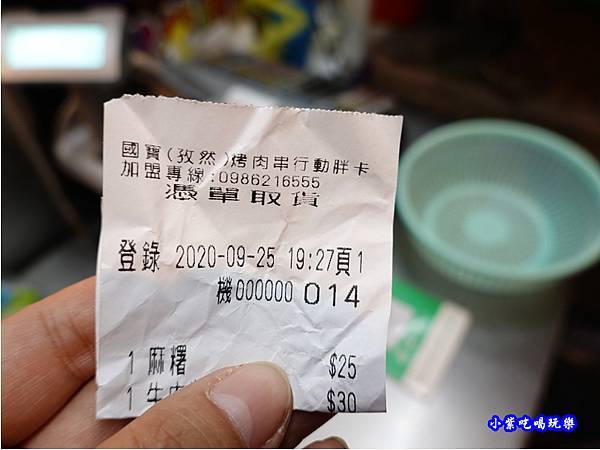 國寶(孜然)烤肉串行動胖卡
加盟專線:0986216555
憑單取貨
登錄 2020-09-25 19:27頁1
機000000 014
1 麻糬 $25
1 牛 $30
小紫吃喝玩樂